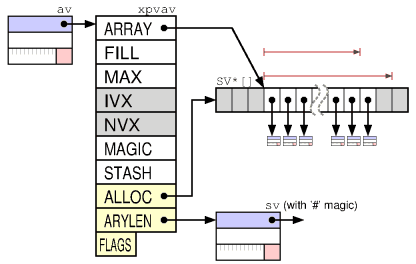 av
xpvav
ARRAY
FILL
MAX
IVX
NVX
MAGIC
STASH
ALLOC
ARYLEN
FLAGS
SV*[]
sv (with '#' magic)